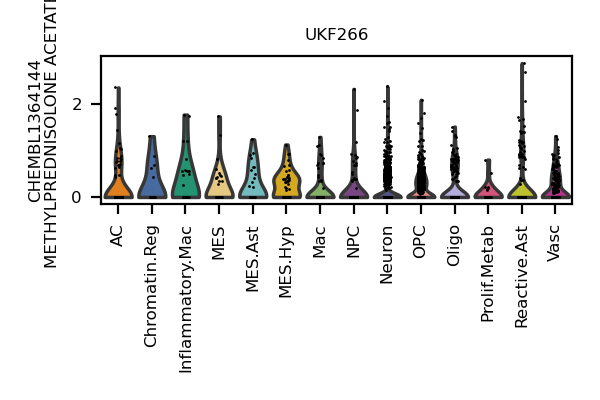 UKF266
CHEMBL1364144
METHYLPREDNISOLONE ACETAT
2
0
AC
Chromatin.Reg
Inflammatory.Mac
MES
MES.Ast
MES.Hyp
Mac
NPC
Neuron
OPC
Oligo
Prolif.Metab
Reactive.Ast
Vasc